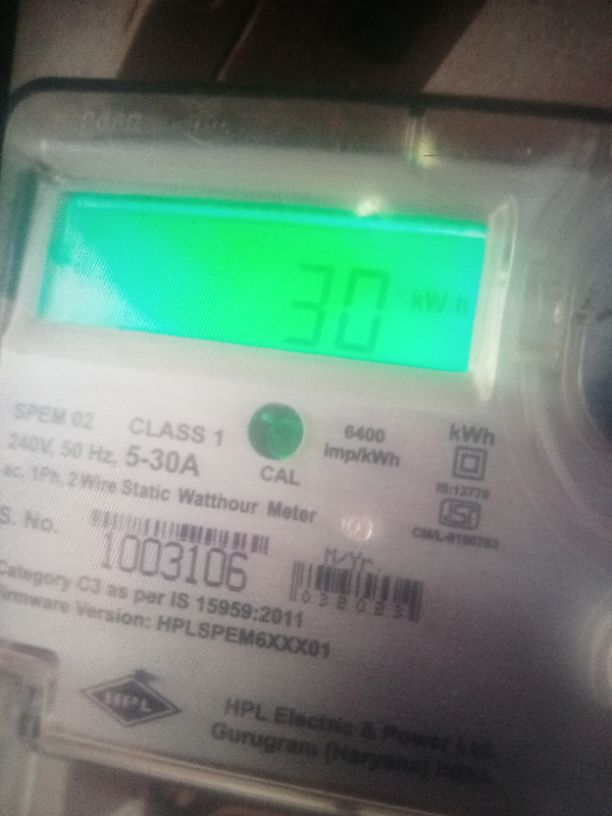 30 kWh
SPEM 02 CLASS 1
240V, 50 Hz, 5-30A
ac, 1Ph, 2 Wire Static Watthour Meter
CAL
6400
imp/kWh
kWh
IS:13779
S. No.
1003106
M/Yr.
032023
Category C3 as per IS 15959:2011
Firmware Version: HPLSPEM6XXX01
HPL
HPL Electric & Power Ltd.
Gurugram (Haryana)